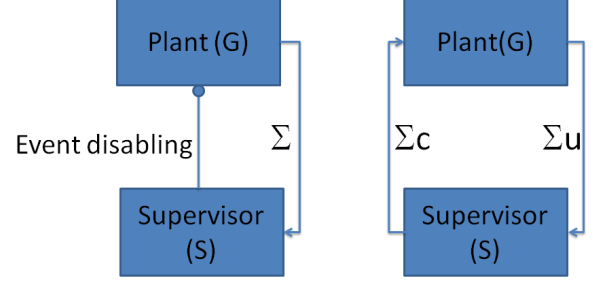 Plant (G)
Plant(G)
Event disabling
Σ
Σc
Σu
Supervisor
(S)
Supervisor
(S)